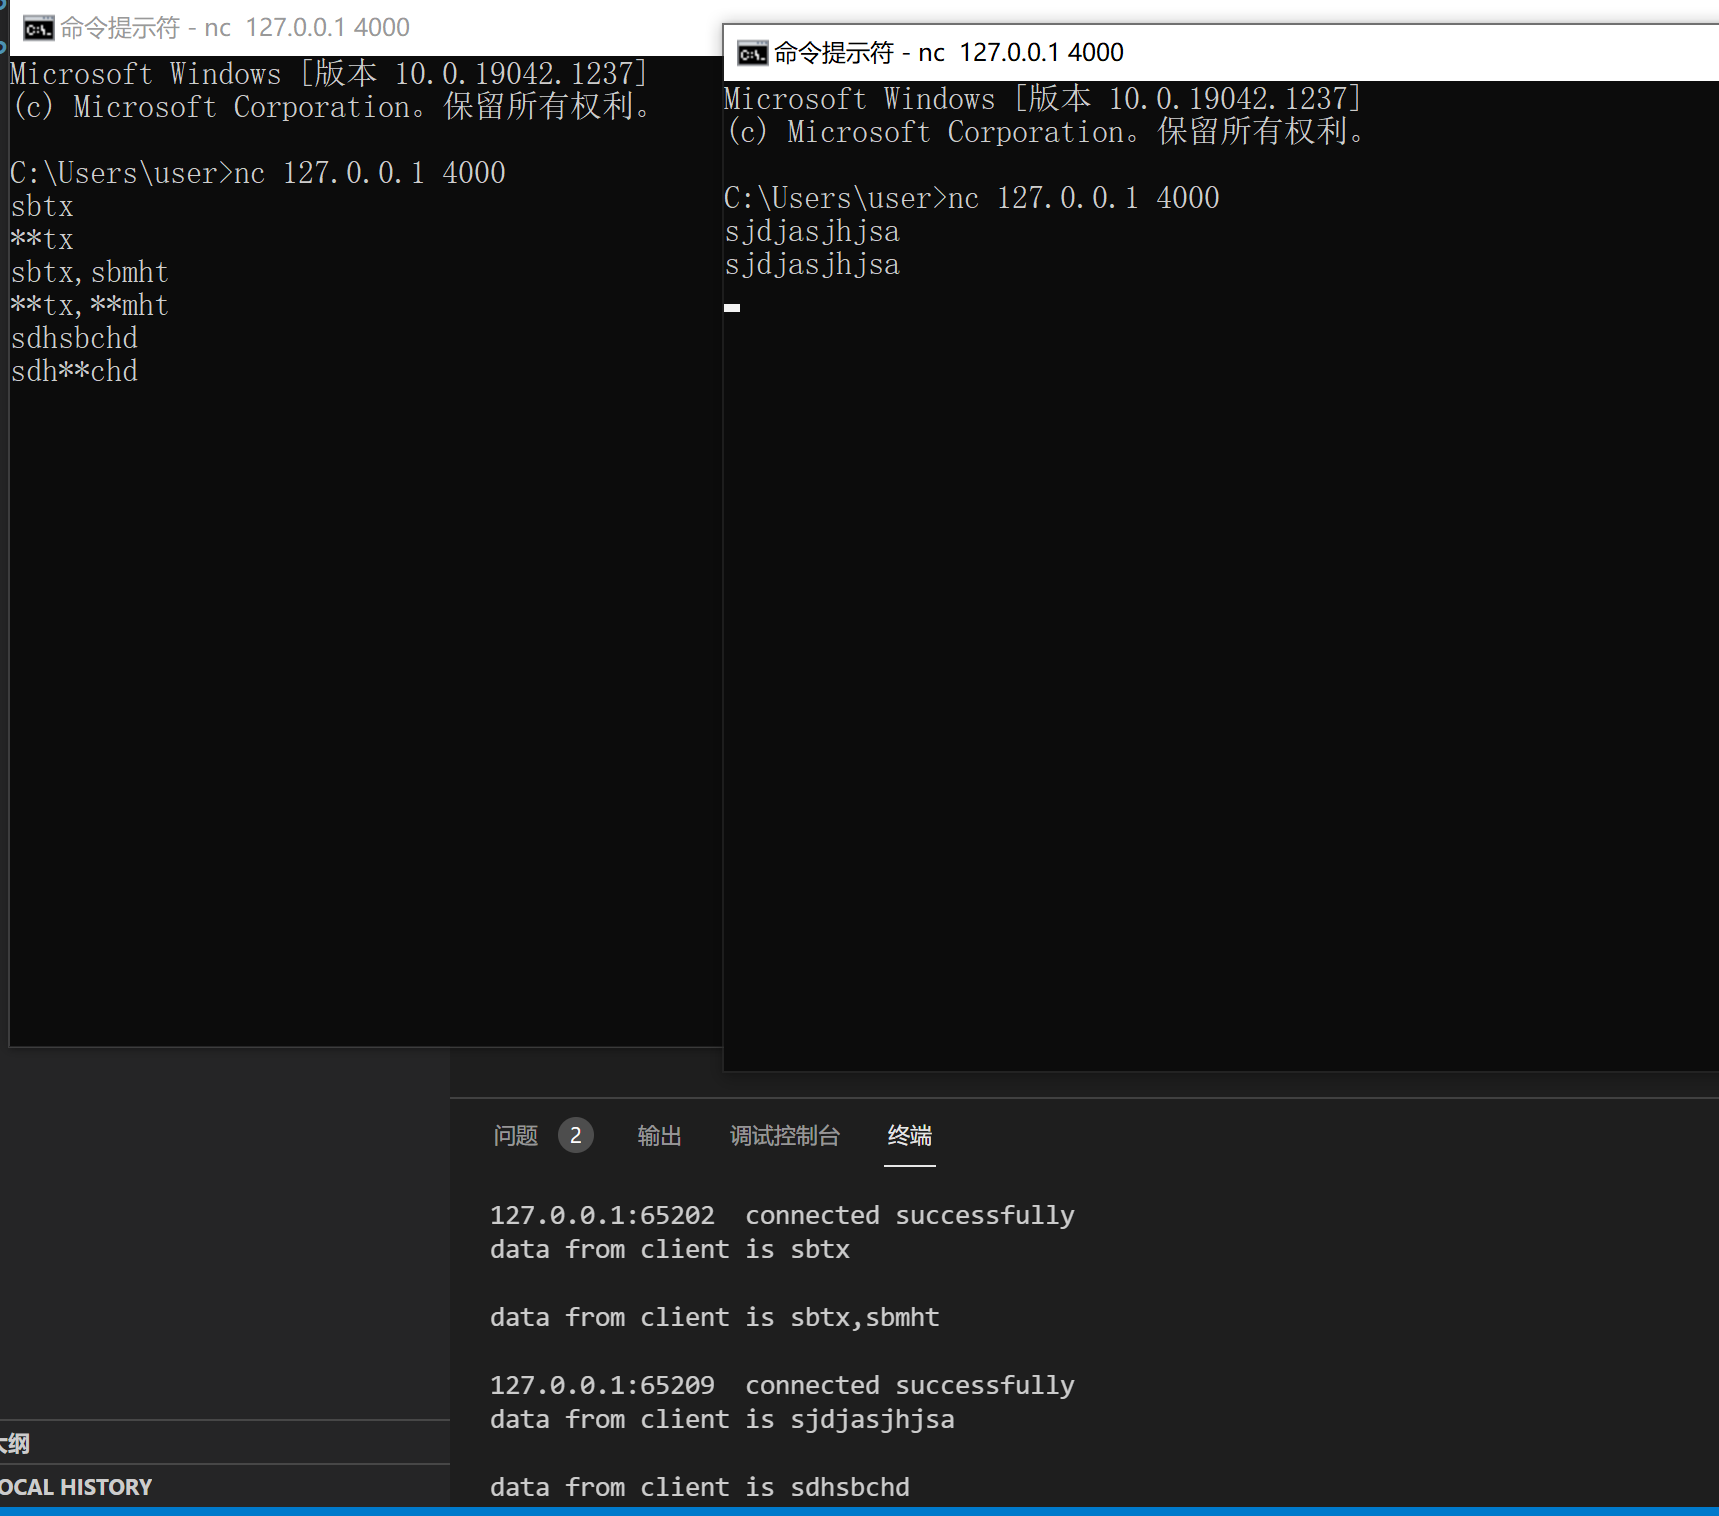 命令提示符 - nc  127.0.0.1 4000
Microsoft Windows [版本 10.0.19042.1237]
(c) Microsoft Corporation。保留所有权利。
C:\Users\user>nc 127.0.0.1 4000
sbtx
**tx
sbtx,sbmht
**tx,**mht
sdhsbchd
sdh**chd
命令提示符 - nc  127.0.0.1 4000
Microsoft Windows [版本 10.0.19042.1237]
(c) Microsoft Corporation。保留所有权利。
C:\Users\user>nc 127.0.0.1 4000
sjdjasjhjsa
sjdjasjhjsa
问题 2 输出 调试控制台 终端
127.0.0.1:65202  connected successfully
data from client is sbtx
data from client is sbtx,sbmht
127.0.0.1:65209  connected successfully
data from client is sjdjasjhjsa
data from client is sdhsbchd
大纲
OCAL HISTORY